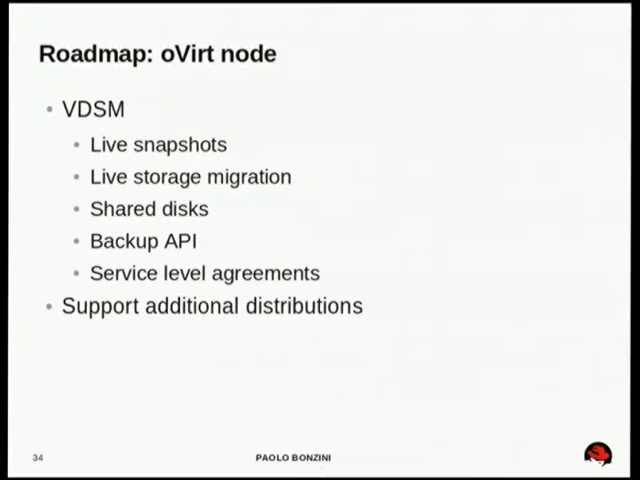 Roadmap: oVirt node
• VDSM
• Live snapshots
• Live storage migration
• Shared disks
• Backup API
• Service level agreements
• Support additional distributions
34
PAOLO BONZINI